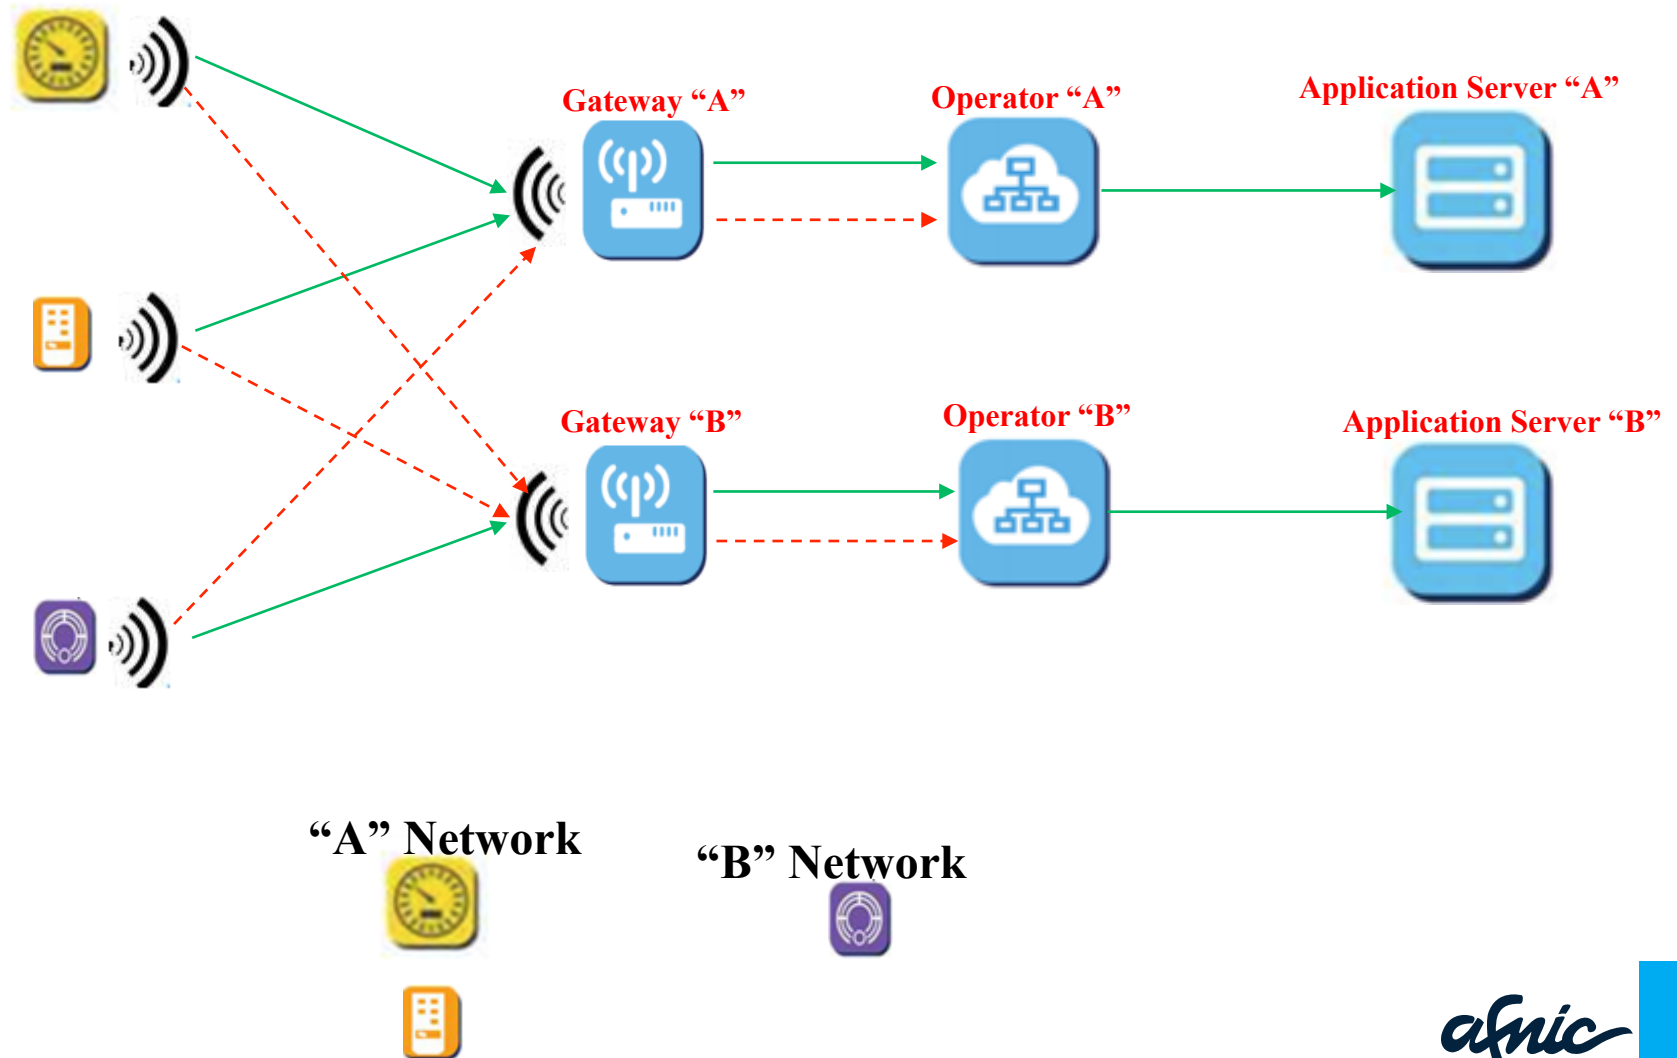 Gateway “A”
Operator “A”
Application Server “A”
Gateway “B”
Operator “B”
Application Server “B”
“A” Network
“B” Network
afnic